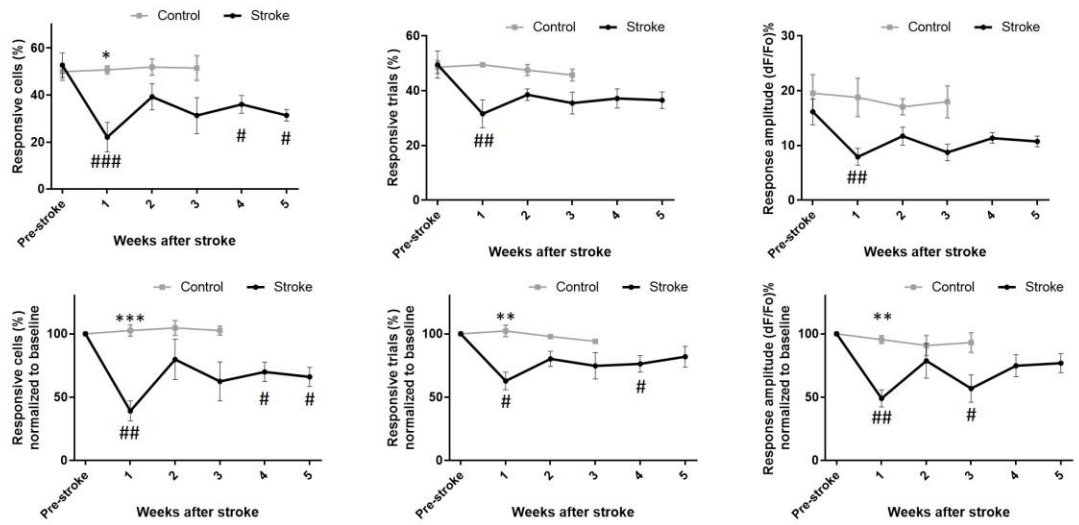 Control Stroke
Responsive cells (%)
60
40
20
0
*
###
#
#
Pre-stroke 1 2 3 4 5
Weeks after stroke
Control Stroke
Responsive trials (%)
60
40
20
0
##
Pre-stroke 1 2 3 4 5
Weeks after stroke
Control Stroke
Response amplitude (dF/Fo)%
30
20
10
0
##
Pre-stroke 1 2 3 4 5
Weeks after stroke
Control Stroke
Responsive cells (%)
normalized to baseline
100
50
0
***
##
#
#
Pre-stroke 1 2 3 4 5
Weeks after stroke
Control Stroke
Responsive trials (%)
normalized to baseline
100
50
0
**
#
#
Pre-stroke 1 2 3 4 5
Weeks after stroke
Control Stroke
Response amplitude (dF/Fo)%
normalized to baseline
100
50
0
**
##
#
Pre-stroke 1 2 3 4 5
Weeks after stroke